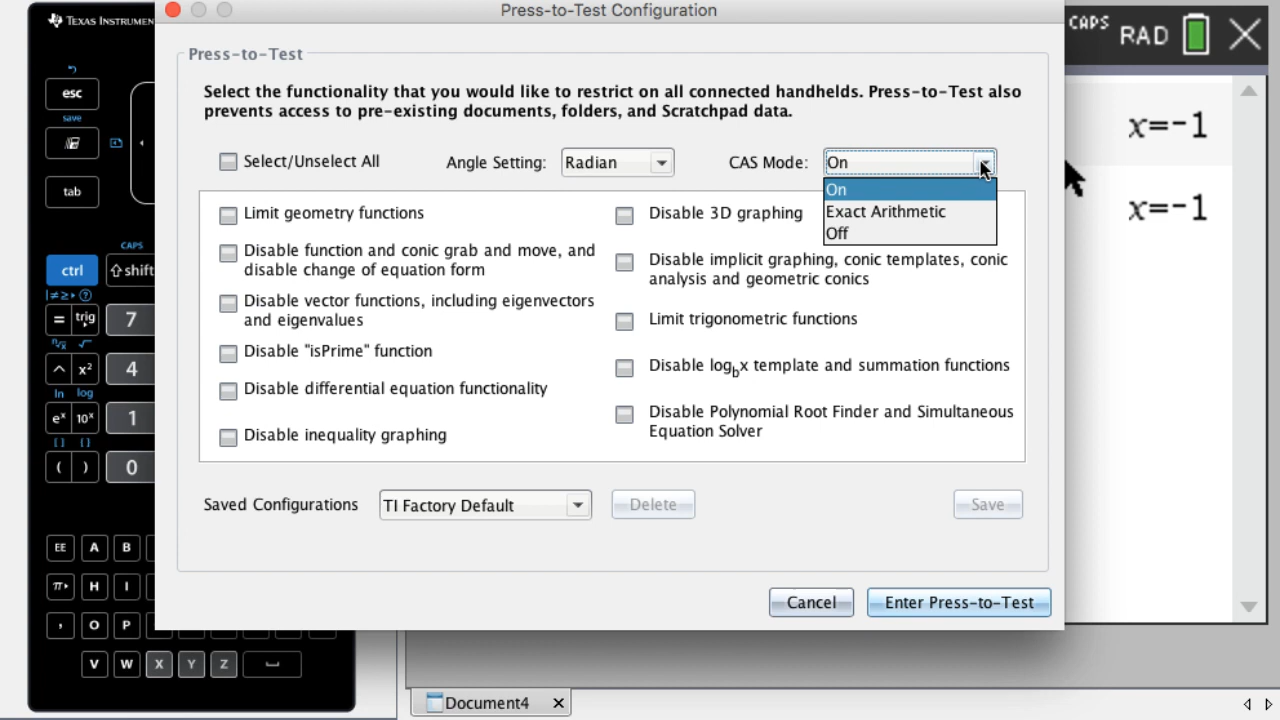 Press-to-Test Configuration
TEXAS INSTRUMEN
CAPS
RAD
esc
save
tab
CAPS
ctrl
shift
=
trig
7
^
x²
4
ln
log
eˣ
10ˣ
1
[ ]
{ }
(
)
0
EE
A
B
π▸
H
I
,
O
P
V
W
X
Y
Z
Press-to-Test
Select the functionality that you would like to restrict on all connected handhelds. Press-to-Test also
prevents access to pre-existing documents, folders, and Scratchpad data.
Select/Unselect All
Angle Setting:
Radian
CAS Mode:
On
On
Exact Arithmetic
Off
Limit geometry functions
Disable function and conic grab and move, and
disable change of equation form
Disable vector functions, including eigenvectors
and eigenvalues
Disable "isPrime" function
Disable differential equation functionality
Disable inequality graphing
Disable 3D graphing
Disable implicit graphing, conic templates, conic
analysis and geometric conics
Limit trigonometric functions
Disable log_b x template and summation functions
Disable Polynomial Root Finder and Simultaneous
Equation Solver
Saved Configurations
TI Factory Default
Delete
Save
Cancel
Enter Press-to-Test
x=-1
x=-1
Document4